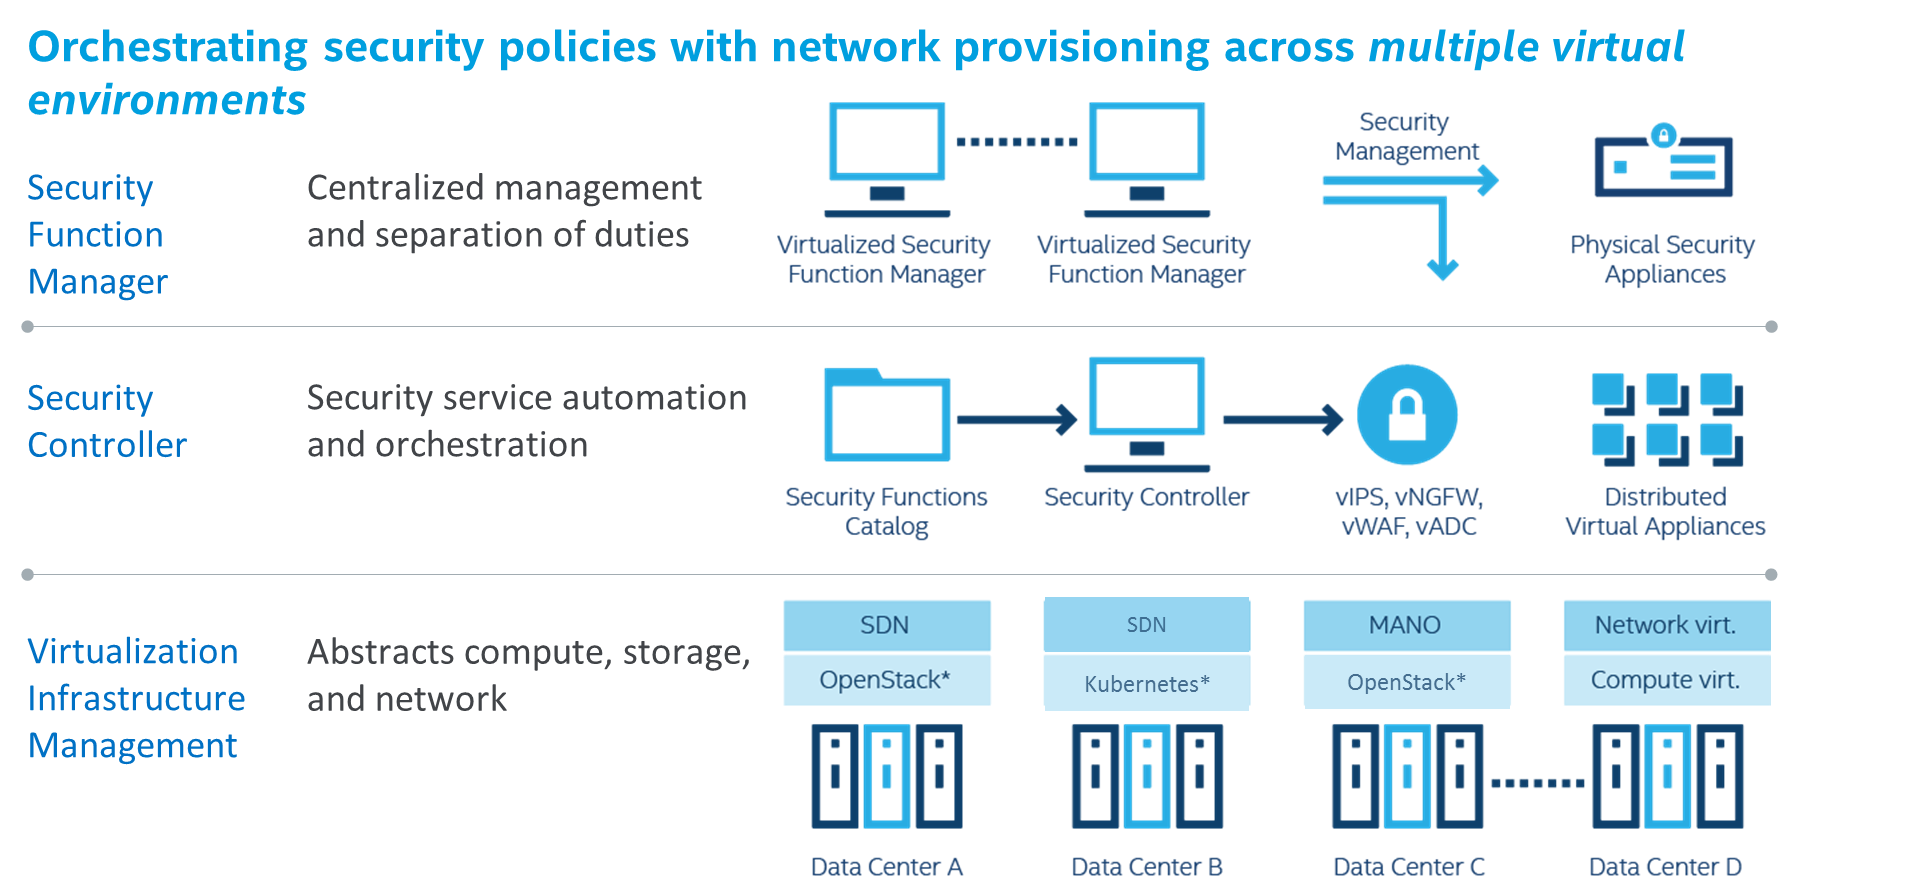 Orchestrating security policies with network provisioning across multiple virtual
environments
Security
Function
Manager
Centralized management
and separation of duties
Virtualized Security
Function Manager
Virtualized Security
Function Manager
Security
Management
Physical Security
Appliances
Security
Controller
Security service automation
and orchestration
Security Functions
Catalog
Security Controller
vIPS, vNGFW,
vWAF, vADC
Distributed
Virtual Appliances
Virtualization
Infrastructure
Management
Abstracts compute, storage,
and network
SDN
OpenStack*
Data Center A
SDN
Kubernetes*
Data Center B
MANO
OpenStack*
Data Center C
Network virt.
Compute virt.
Data Center D